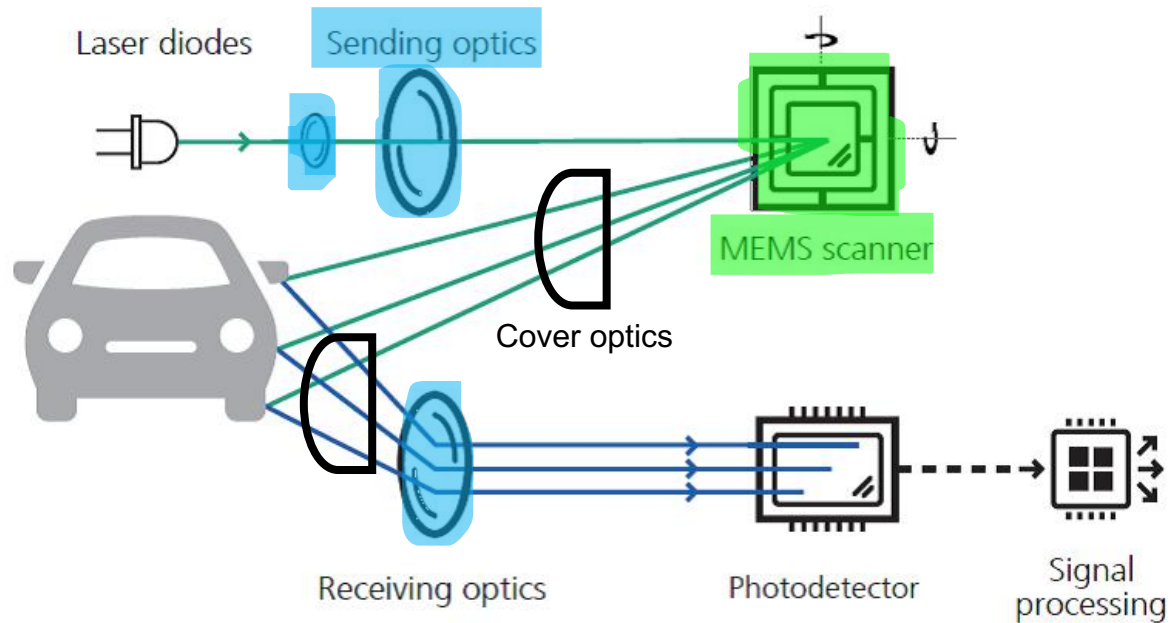 Laser diodes
Sending optics
MEMS scanner
Cover optics
Receiving optics
Photodetector
Signal
processing